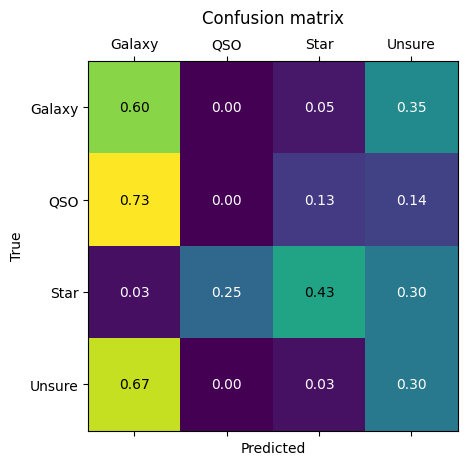 Confusion matrix
Galaxy QSO Star Unsure
Galaxy 0.60 0.00 0.05 0.35
QSO 0.73 0.00 0.13 0.14
True
Star 0.03 0.25 0.43 0.30
Unsure 0.67 0.00 0.03 0.30
Predicted